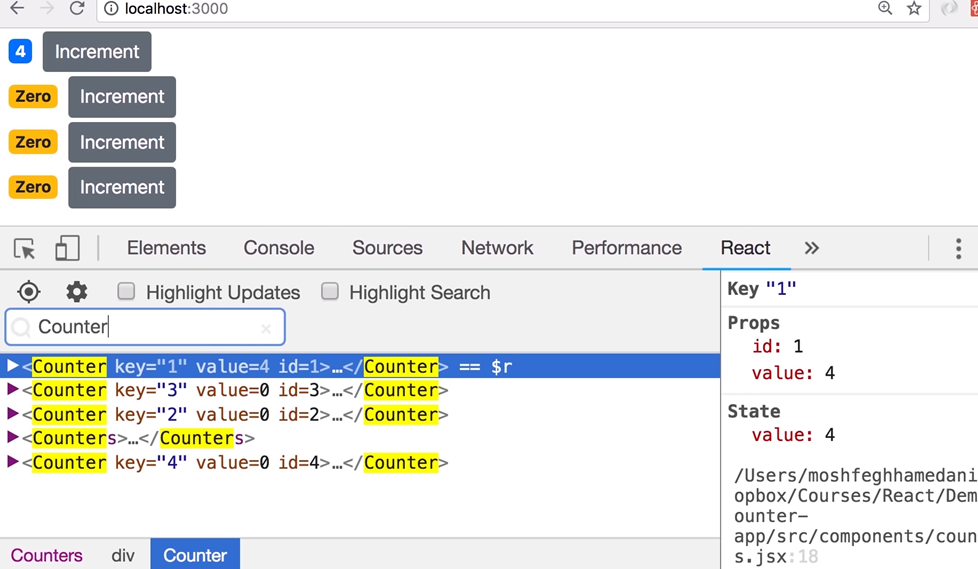 localhost:3000
4 Increment
Zero Increment
Zero Increment
Zero Increment
Elements Console Sources Network Performance React »
Highlight Updates Highlight Search
Counter ×
▶<Counter key="1" value=4 id=1>…</Counter> == $r
▶<Counter key="3" value=0 id=3>…</Counter>
▶<Counter key="2" value=0 id=2>…</Counter>
▶<Counters>…</Counters>
▶<Counter key="4" value=0 id=4>…</Counter>
Counters div Counter
Key "1"
Props
id: 1
value: 4
State
value: 4
/Users/moshfeghhamedani
opbox/Courses/React/Dem
ounter-
app/src/components/coun
s.jsx:18